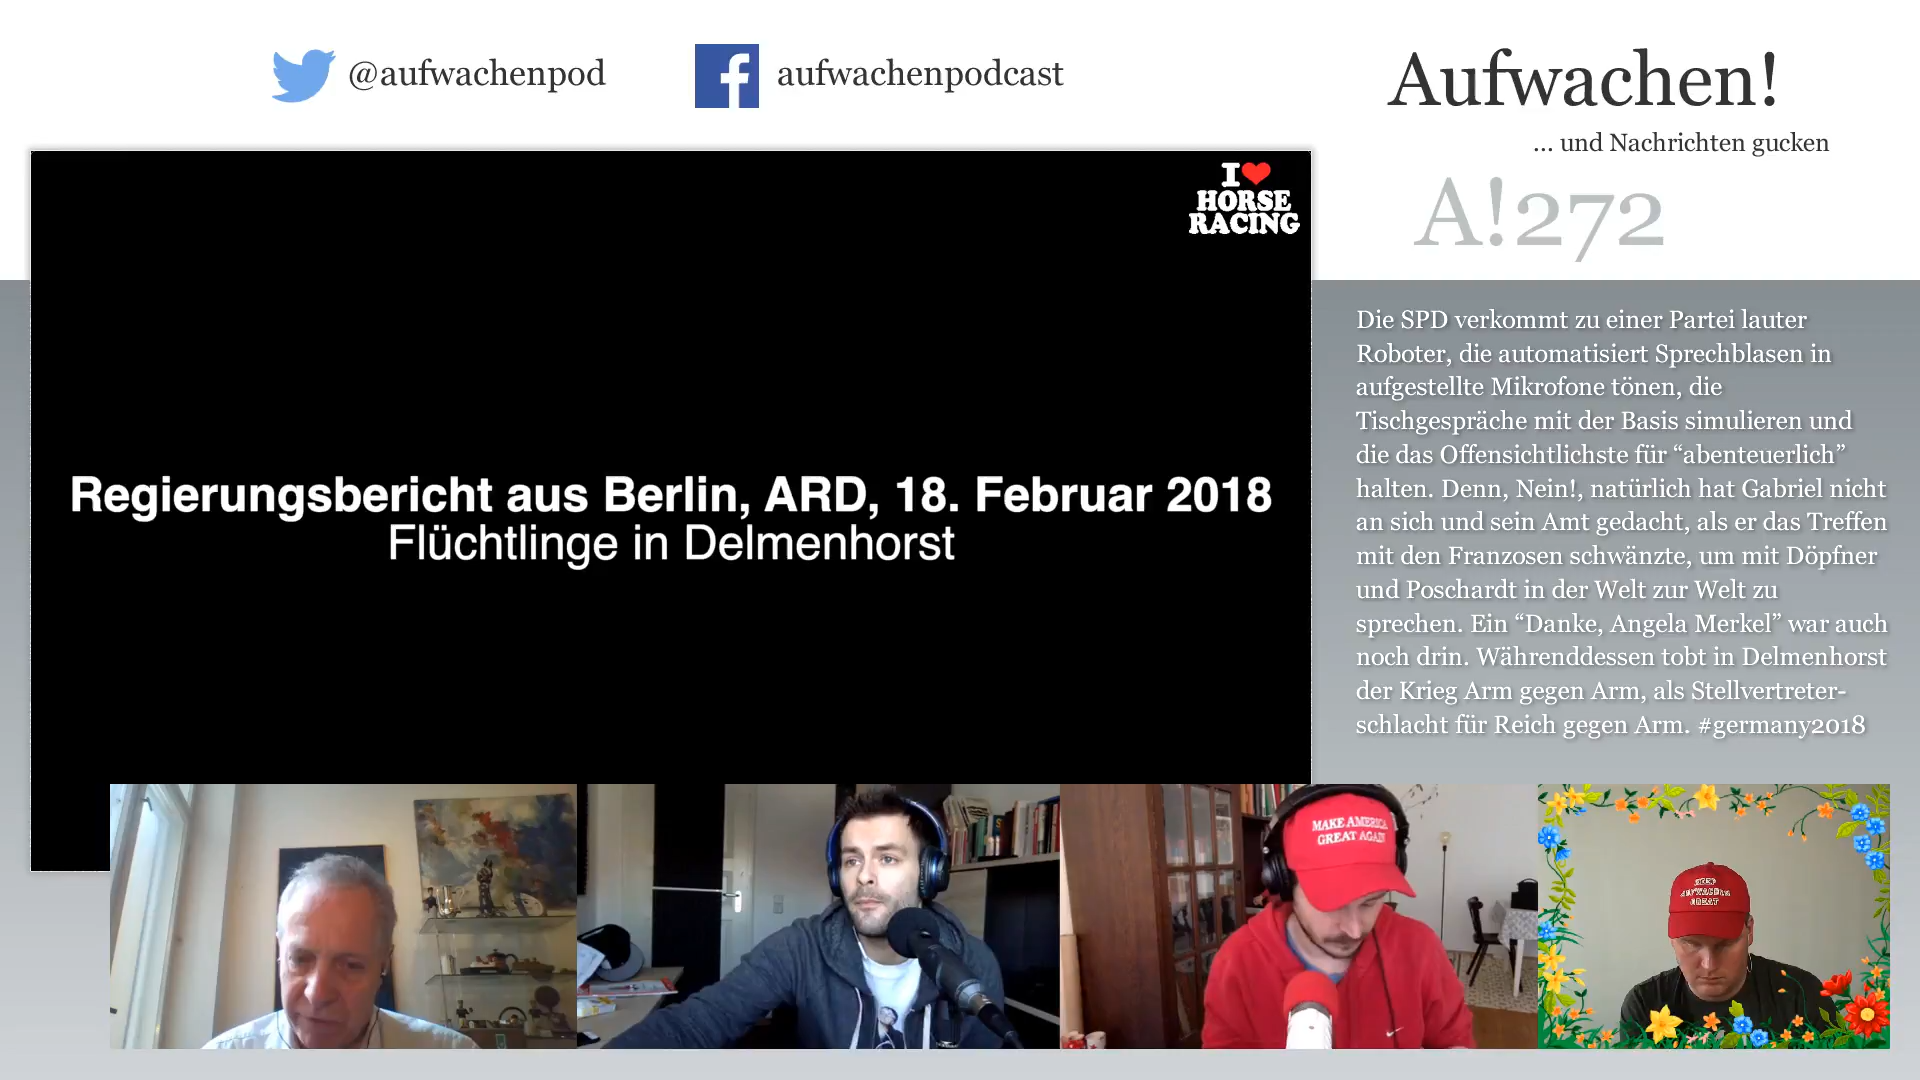 @aufwachenpod
aufwachenpodcast
Aufwachen!
... und Nachrichten gucken
A!272
I
HORSE
RACING
Regierungsbericht aus Berlin, ARD, 18. Februar 2018
Flüchtlinge in Delmenhorst
Die SPD verkommt zu einer Partei lauter
Roboter, die automatisiert Sprechblasen in
aufgestellte Mikrofone tönen, die
Tischgespräche mit der Basis simulieren und
die das Offensichtlichste für “abenteuerlich”
halten. Denn, Nein!, natürlich hat Gabriel nicht
an sich und sein Amt gedacht, als er das Treffen
mit den Franzosen schwänzte, um mit Döpfner
und Poschardt in der Welt zur Welt zu
sprechen. Ein “Danke, Angela Merkel” war auch
noch drin. Währenddessen tobt in Delmenhorst
der Krieg Arm gegen Arm, als Stellvertreter-
schlacht für Reich gegen Arm. #germany2018
MAKE AMERICA
GREAT AGAIN
AUFWACHEN
GREAT